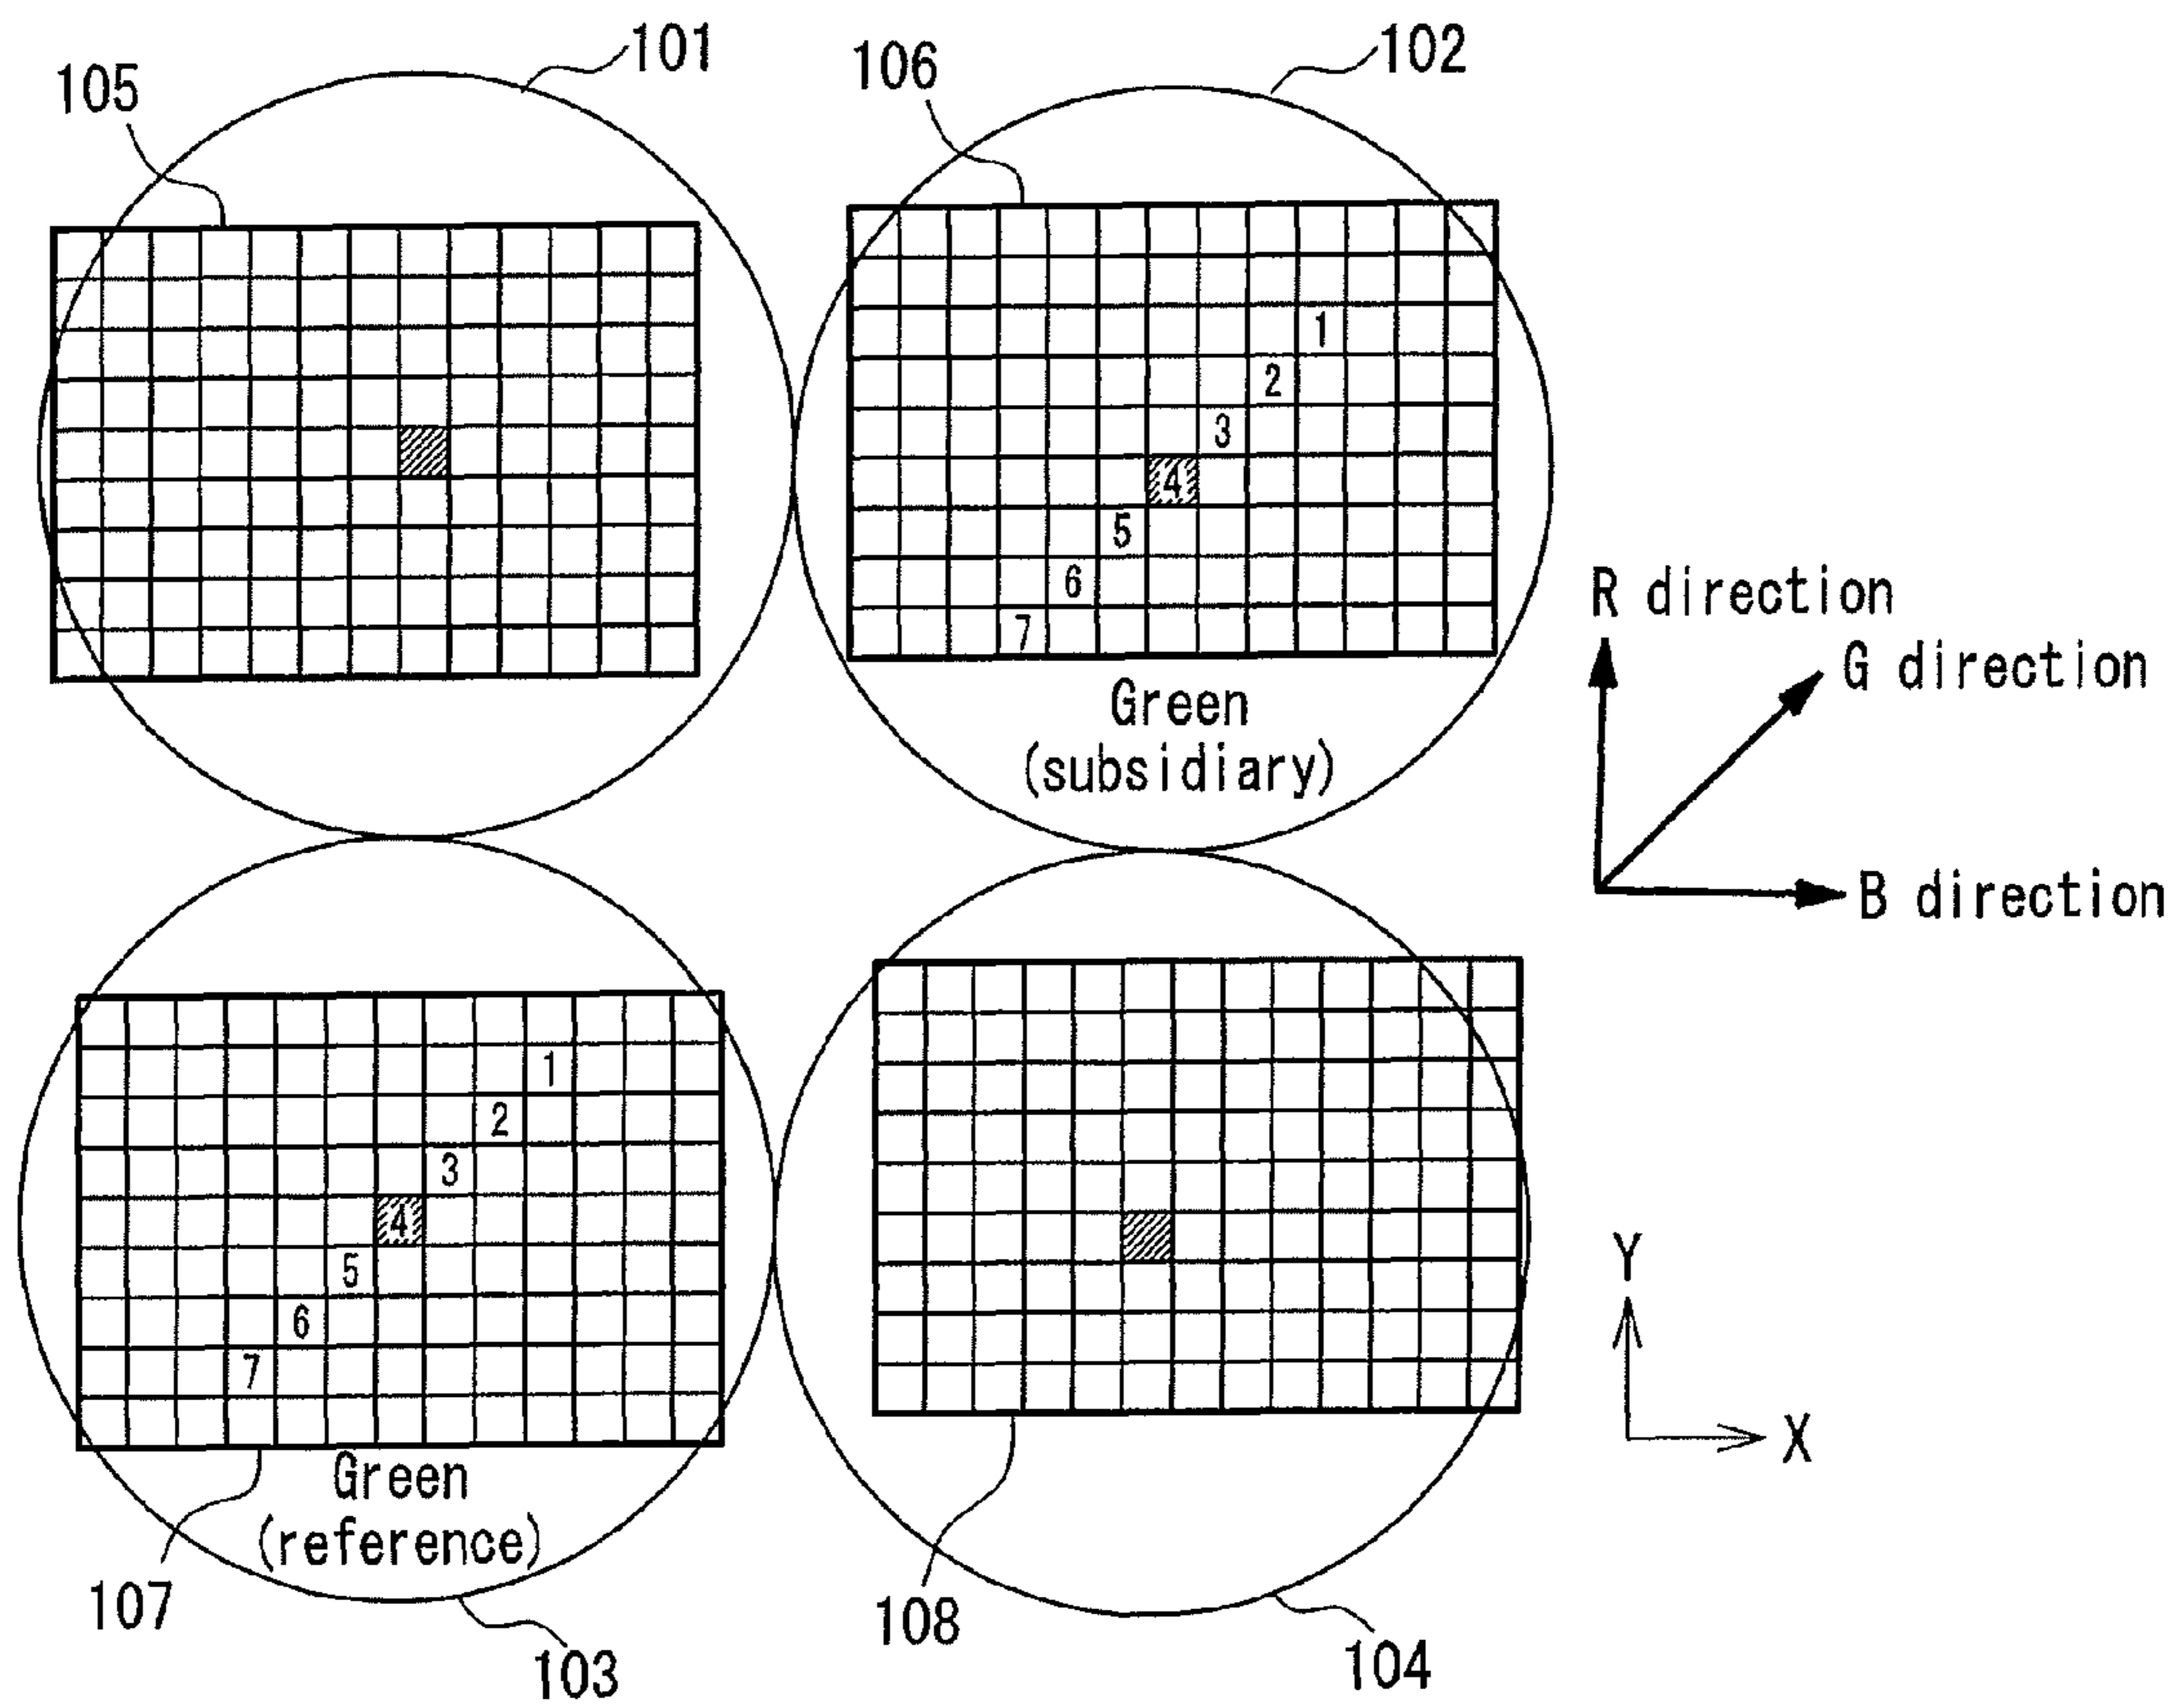 101
102
105
106
1
2
3
4
5
6
7
Green
(subsidiary)
R direction
G direction
B direction
1
2
3
4
5
6
7
Green
(reference)
107
103
108
104
Y
X